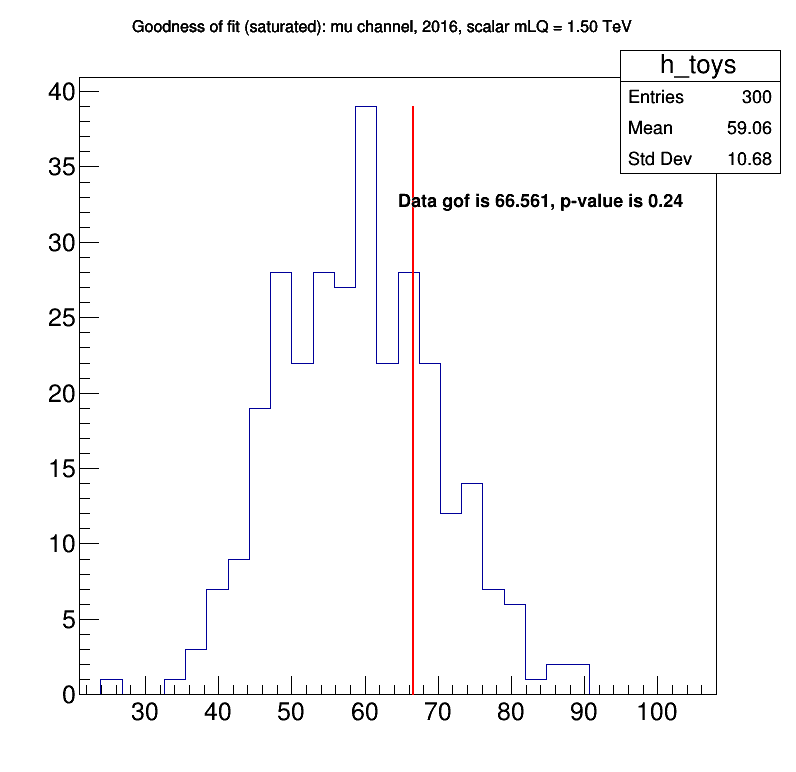 Goodness of fit (saturated): mu channel, 2016, scalar mLQ = 1.50 TeV
h_toys
Entries 300
Mean 59.06
Std Dev 10.68
Data gof is 66.561, p-value is 0.24
40
35
30
25
20
15
10
5
0
30 40 50 60 70 80 90 100